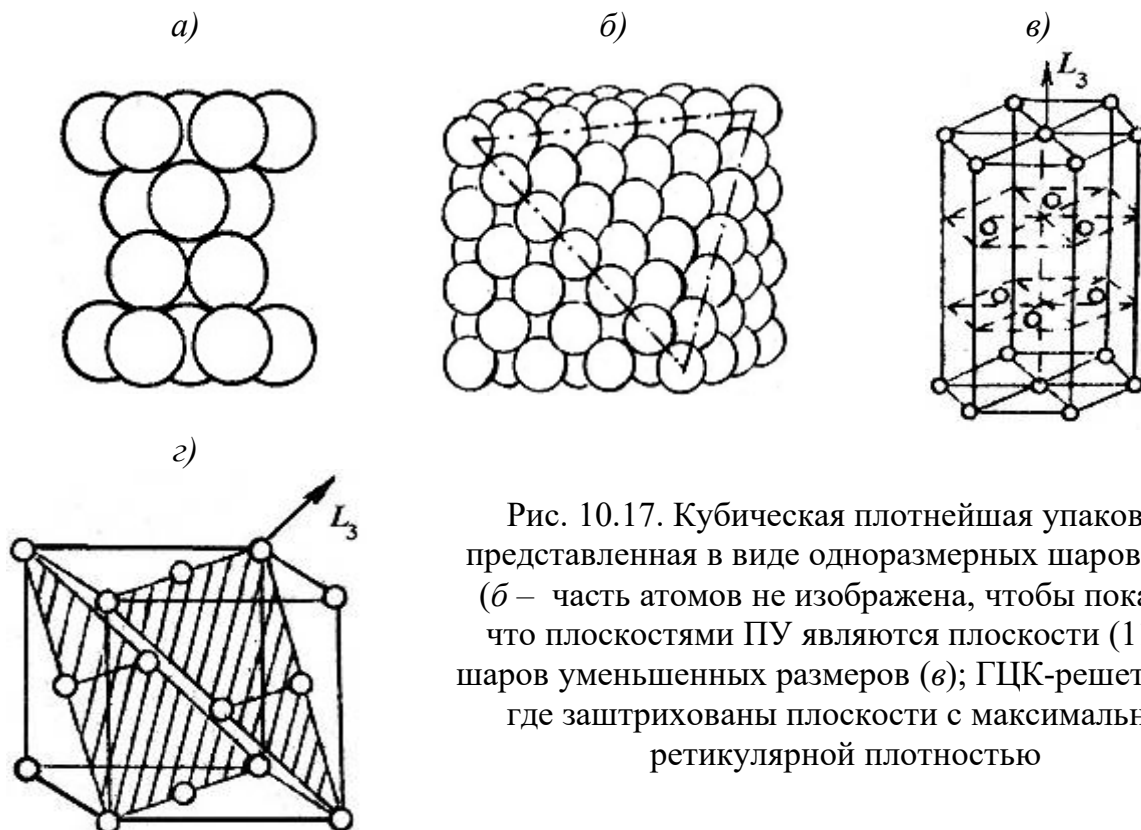 а)
б)
в)
L₃
г)
L₃
Рис. 10.17. Кубическая плотнейшая упаков
представленная в виде одноразмерных шаров
(б – часть атомов не изображена, чтобы пока
что плоскостями ПУ являются плоскости (1
шаров уменьшенных размеров (в); ГЦК-решет
где заштрихованы плоскости с максимальн
ретикулярной плотностью